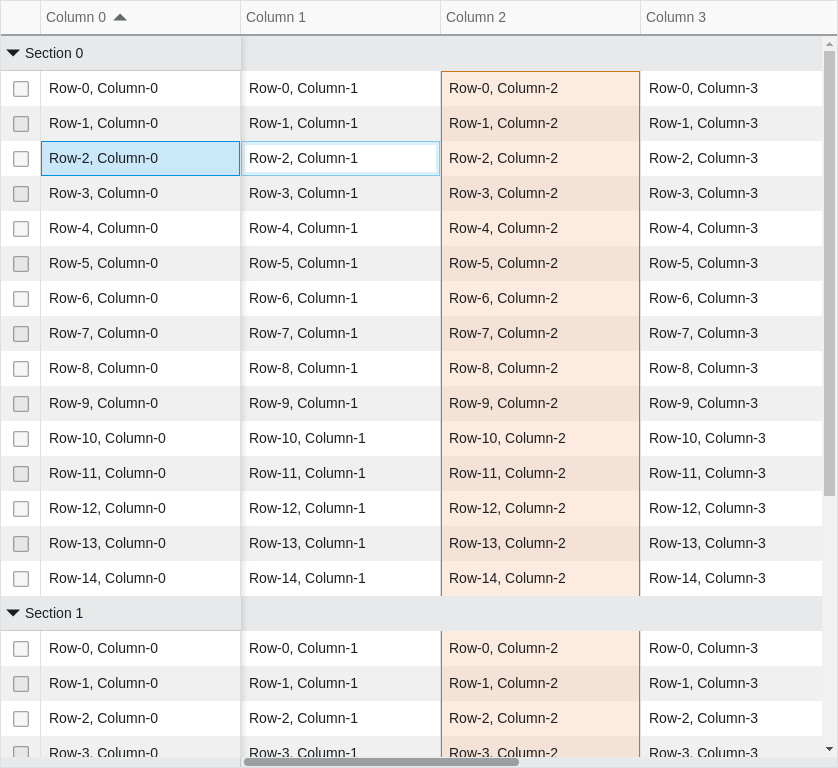 Column 0 Column 1 Column 2 Column 3
Section 0
Row-0, Column-0 Row-0, Column-1 Row-0, Column-2 Row-0, Column-3
Row-1, Column-0 Row-1, Column-1 Row-1, Column-2 Row-1, Column-3
Row-2, Column-0 Row-2, Column-1 Row-2, Column-2 Row-2, Column-3
Row-3, Column-0 Row-3, Column-1 Row-3, Column-2 Row-3, Column-3
Row-4, Column-0 Row-4, Column-1 Row-4, Column-2 Row-4, Column-3
Row-5, Column-0 Row-5, Column-1 Row-5, Column-2 Row-5, Column-3
Row-6, Column-0 Row-6, Column-1 Row-6, Column-2 Row-6, Column-3
Row-7, Column-0 Row-7, Column-1 Row-7, Column-2 Row-7, Column-3
Row-8, Column-0 Row-8, Column-1 Row-8, Column-2 Row-8, Column-3
Row-9, Column-0 Row-9, Column-1 Row-9, Column-2 Row-9, Column-3
Row-10, Column-0 Row-10, Column-1 Row-10, Column-2 Row-10, Column-3
Row-11, Column-0 Row-11, Column-1 Row-11, Column-2 Row-11, Column-3
Row-12, Column-0 Row-12, Column-1 Row-12, Column-2 Row-12, Column-3
Row-13, Column-0 Row-13, Column-1 Row-13, Column-2 Row-13, Column-3
Row-14, Column-0 Row-14, Column-1 Row-14, Column-2 Row-14, Column-3
Section 1
Row-0, Column-0 Row-0, Column-1 Row-0, Column-2 Row-0, Column-3
Row-1, Column-0 Row-1, Column-1 Row-1, Column-2 Row-1, Column-3
Row-2, Column-0 Row-2, Column-1 Row-2, Column-2 Row-2, Column-3
Row-3, Column-0 Row-3, Column-1 Row-3, Column-2 Row-3, Column-3